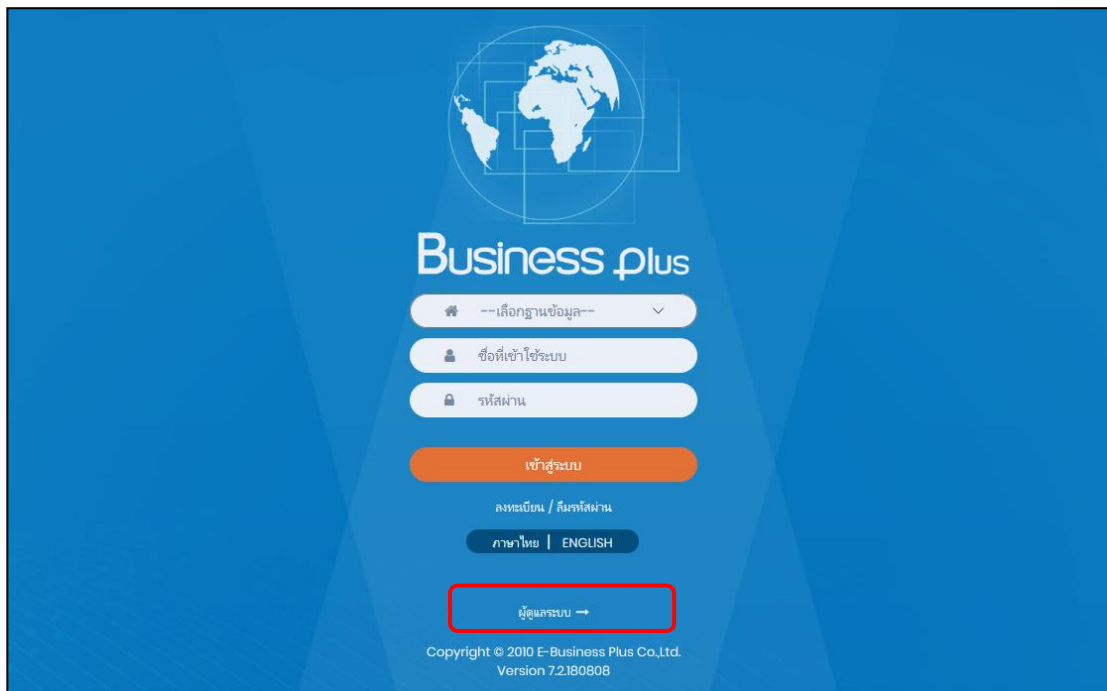 Business Plus
--เลือกฐานข้อมูล--
ชื่อที่เข้าใช้ระบบ
รหัสผ่าน
เข้าสู่ระบบ
ลงทะเบียน / ลืมรหัสผ่าน
ภาษาไทย | ENGLISH
ผู้ดูแลระบบ →
Copyright © 2010 E-Business Plus Co.,Ltd.
Version 7.2.180808